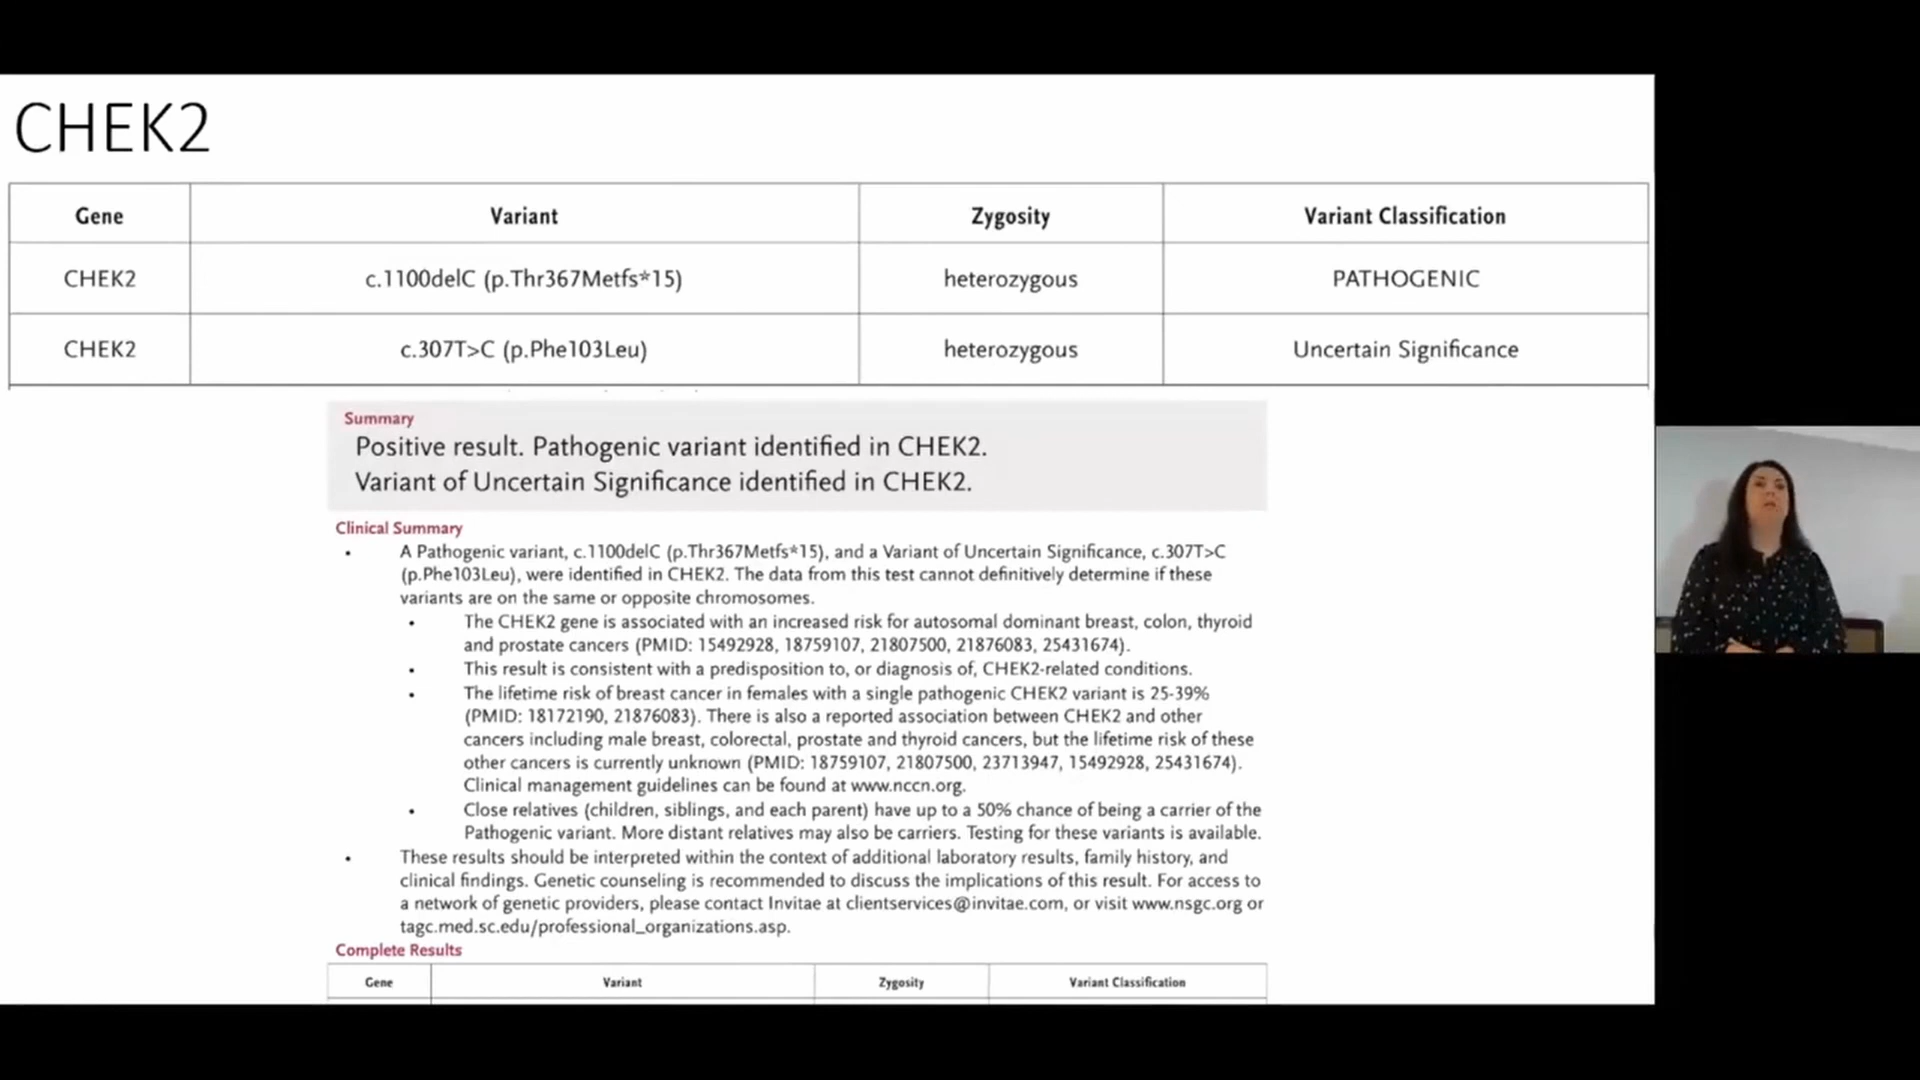 CHEK2
Gene Variant Zygosity Variant Classification
CHEK2 c.1100delC (p.Thr367Metfs*15) heterozygous PATHOGENIC
CHEK2 c.307T>C (p.Phe103Leu) heterozygous Uncertain Significance
Summary
Positive result. Pathogenic variant identified in CHEK2.
Variant of Uncertain Significance identified in CHEK2.
Clinical Summary
• A Pathogenic variant, c.1100delC (p.Thr367Metfs*15), and a Variant of Uncertain Significance, c.307T>C
(p.Phe103Leu), were identified in CHEK2. The data from this test cannot definitively determine if these
variants are on the same or opposite chromosomes.
• The CHEK2 gene is associated with an increased risk for autosomal dominant breast, colon, thyroid
and prostate cancers (PMID: 15492928, 18759107, 21807500, 21876083, 25431674).
• This result is consistent with a predisposition to, or diagnosis of, CHEK2-related conditions.
• The lifetime risk of breast cancer in females with a single pathogenic CHEK2 variant is 25-39%
(PMID: 18172190, 21876083). There is also a reported association between CHEK2 and other
cancers including male breast, colorectal, prostate and thyroid cancers, but the lifetime risk of these
other cancers is currently unknown (PMID: 18759107, 21807500, 23713947, 15492928, 25431674).
Clinical management guidelines can be found at www.nccn.org.
• Close relatives (children, siblings, and each parent) have up to a 50% chance of being a carrier of the
Pathogenic variant. More distant relatives may also be carriers. Testing for these variants is available.
• These results should be interpreted within the context of additional laboratory results, family history, and
clinical findings. Genetic counseling is recommended to discuss the implications of this result. For access to
a network of genetic providers, please contact Invitae at clientservices@invitae.com, or visit www.nsgc.org or
tagc.med.sc.edu/professional_organizations.asp.
Complete Results
Gene Variant Zygosity Variant Classification